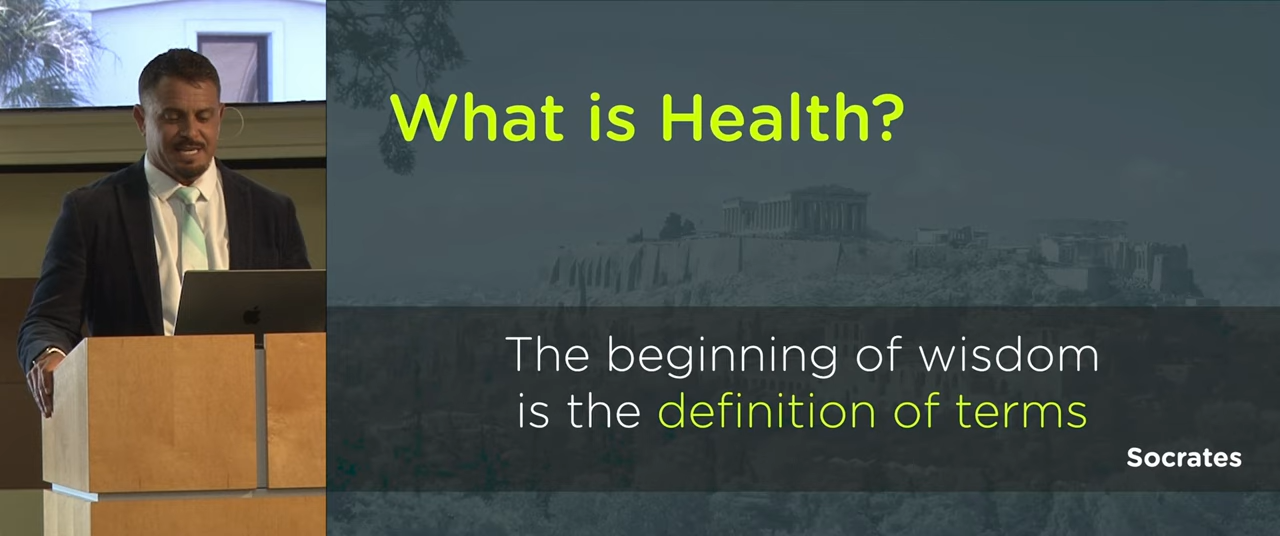 What is Health?
The beginning of wisdom
is the definition of terms
Socrates